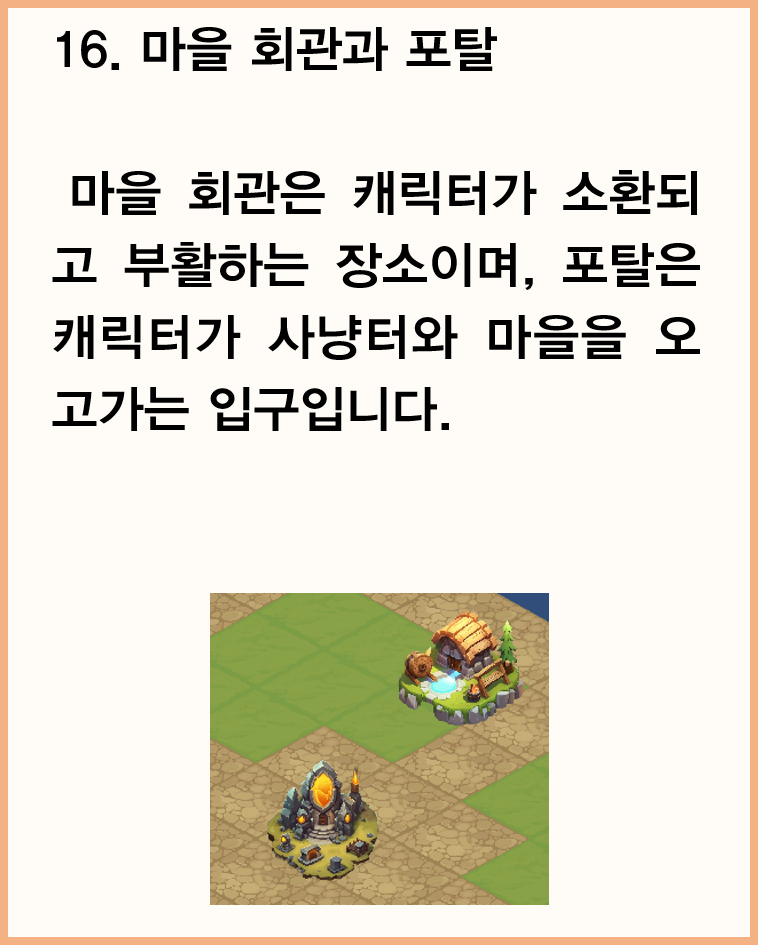 16. 마을 회관과 포탈
마을 회관은 캐릭터가 소환되
고 부활하는 장소이며, 포탈은
캐릭터가 사냥터와 마을을 오
고가는 입구입니다.